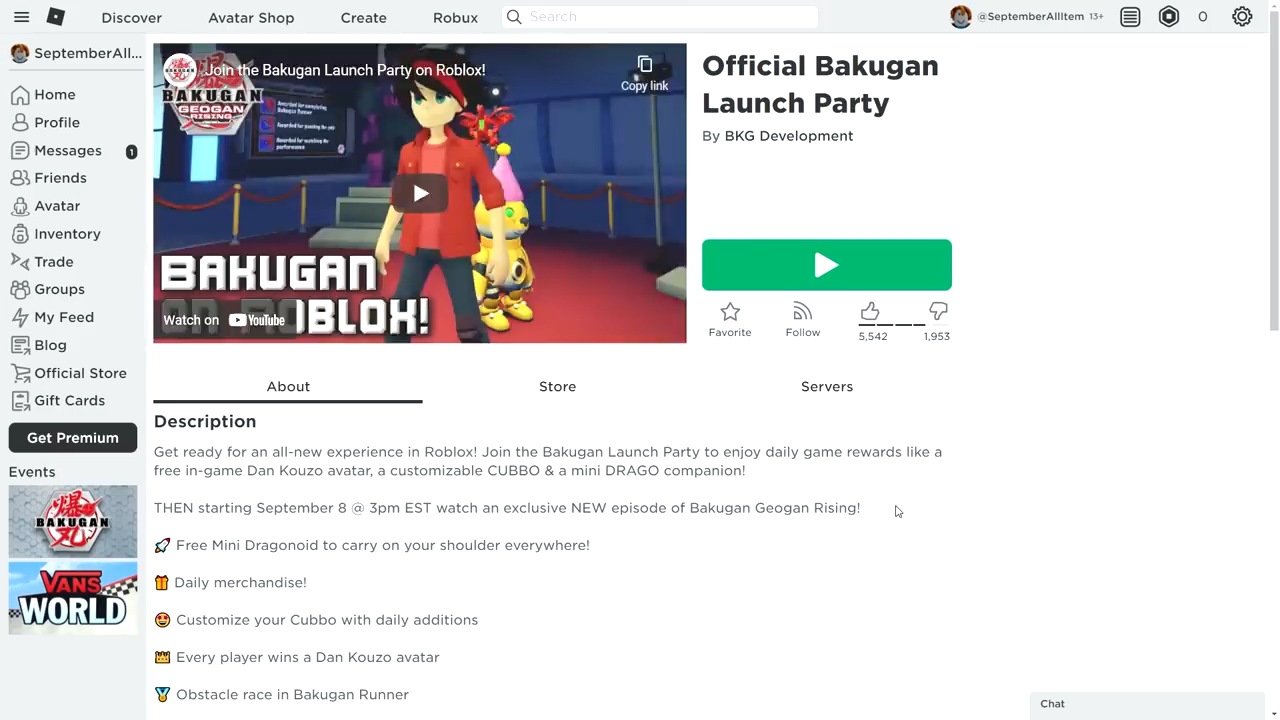 Discover
Avatar Shop
Create
Robux
Search
@SeptemberAllItem 13+
0
SeptemberAll...
Home
Profile
Messages 1
Friends
Avatar
Inventory
Trade
Groups
My Feed
Blog
Official Store
Gift Cards
Get Premium
Events
BAKUGAN
VANS
WORLD
Join the Bakugan Launch Party on Roblox!
Copy link
BAKUGAN
GEOGAN
RISING
Awarded for completing
Bakugan Runner
BAKUGAN
ON ROBLOX!
Watch on YouTube
Official Bakugan
Launch Party
By BKG Development
Favorite
Follow
5,542
1,953
About
Store
Servers
Description
Get ready for an all-new experience in Roblox! Join the Bakugan Launch Party to enjoy daily game rewards like a
free in-game Dan Kouzo avatar, a customizable CUBBO & a mini DRAGO companion!
THEN starting September 8 @ 3pm EST watch an exclusive NEW episode of Bakugan Geogan Rising!
🚀 Free Mini Dragonoid to carry on your shoulder everywhere!
🎁 Daily merchandise!
🤩 Customize your Cubbo with daily additions
👑 Every player wins a Dan Kouzo avatar
🏅 Obstacle race in Bakugan Runner
Chat